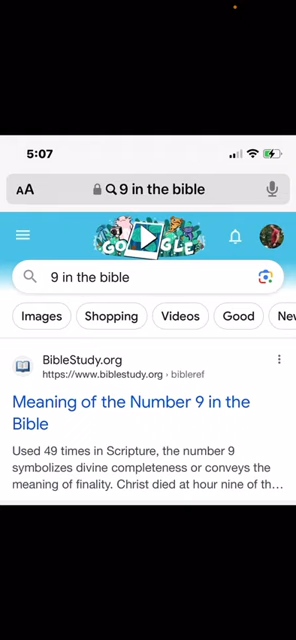 5:07
AA 9 in the bible
GOOGLE
9 in the bible
Images Shopping Videos Good
BibleStudy.org
https://www.biblestudy.org › bibleref
Meaning of the Number 9 in the
Bible
Used 49 times in Scripture, the number 9
symbolizes divine completeness or conveys the
meaning of finality. Christ died at hour nine of th...